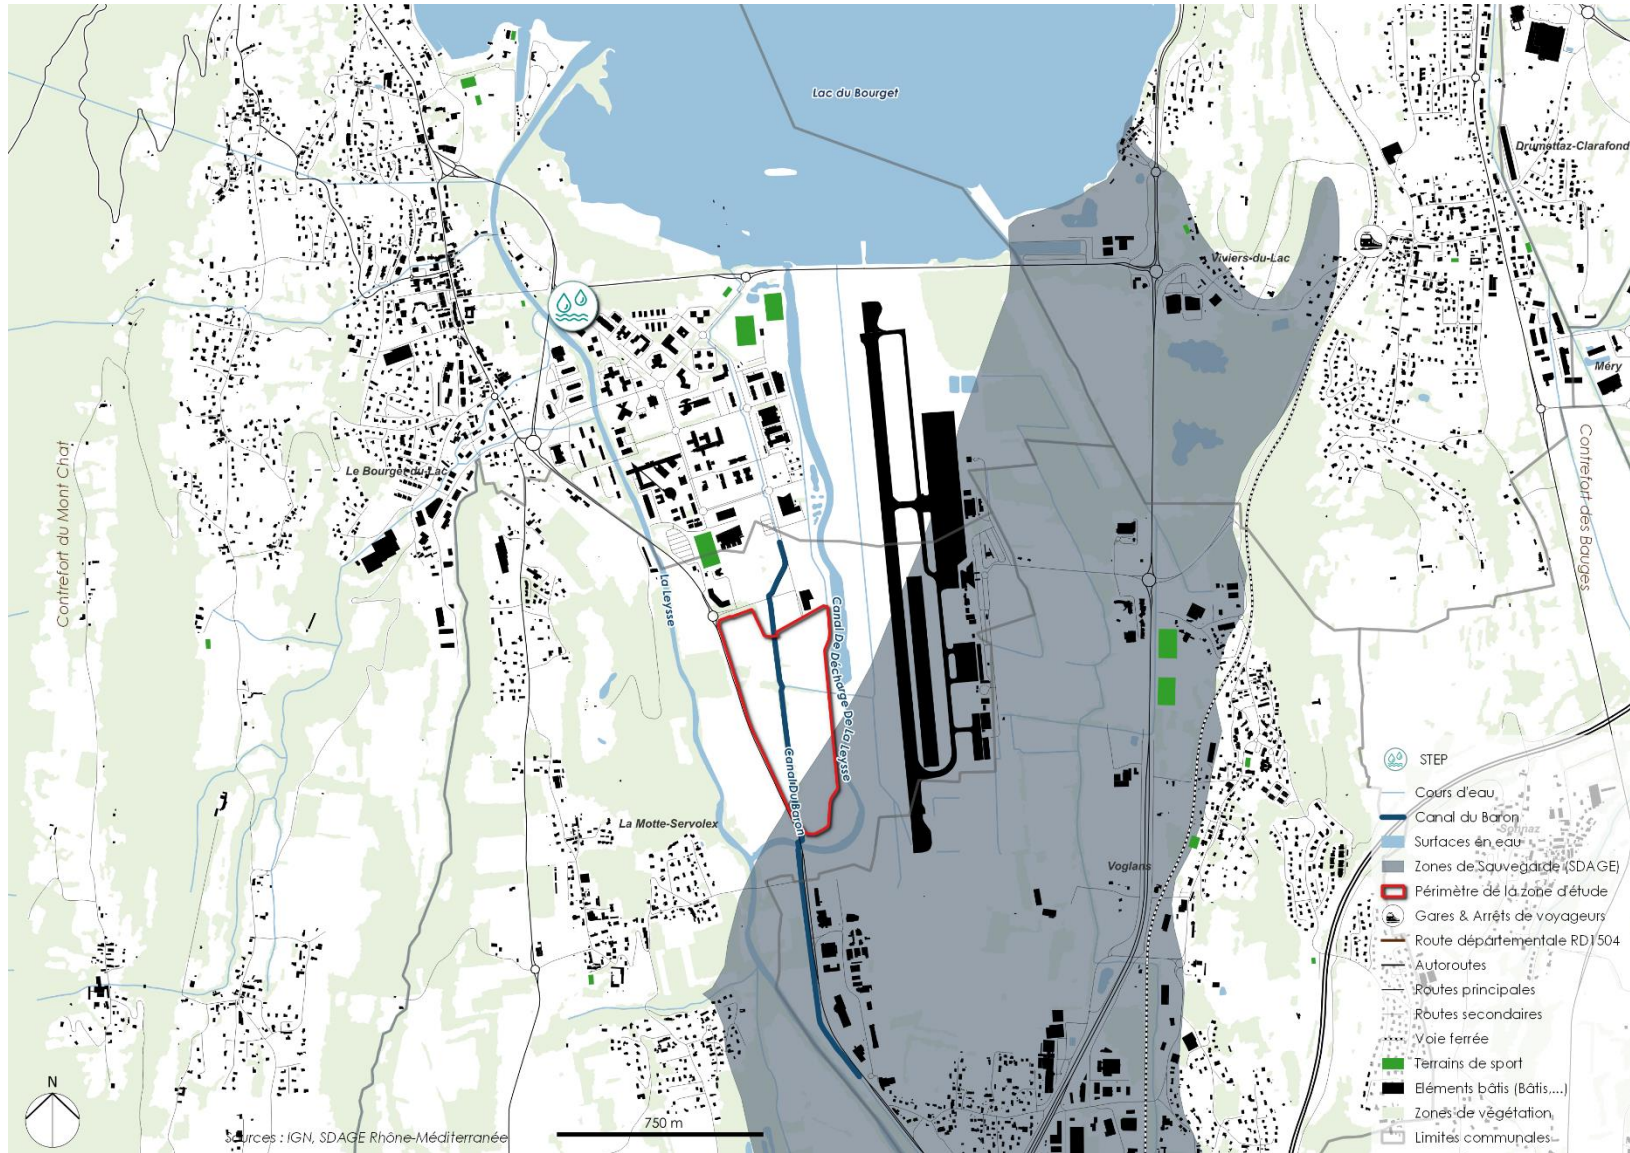 Lac du Bourget
Drumettaz-Clarafond
Viviers-du-Lac
Méry
Contrefort du Mont Chat
Le Bourget-du-Lac
Contrefort des Bauges
La Leysse
Canal De Décharge De La Leysse
Canal Du Baron
La Motte-Servolex
Voglans
Sonnaz
STEP
Cours d'eau
Canal du Baron
Surfaces en eau
Zones de Sauvegarde (SDAGE)
Périmètre de la zone d'étude
Gares & Arrêts de voyageurs
Route départementale RD1504
Autoroutes
Routes principales
Routes secondaires
Voie ferrée
Terrains de sport
Eléments bâtis (Bâtis,...)
Zones de végétation
Limites communales
N
750 m
Sources : IGN, SDAGE Rhône-Méditerranée